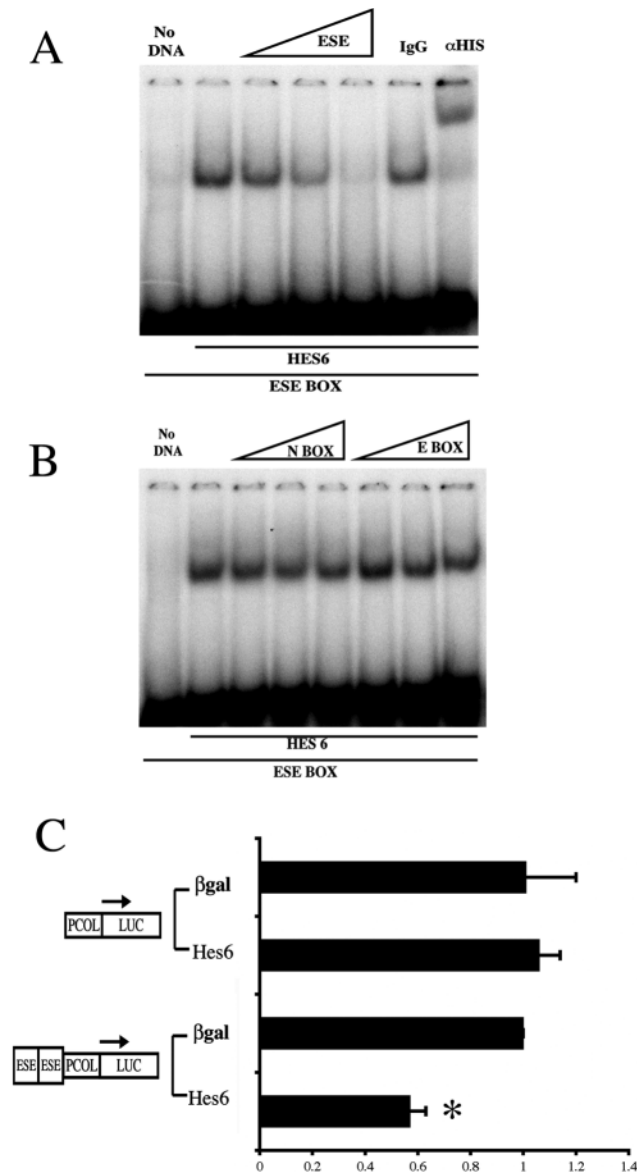 A
No
DNA
ESE
IgG
αHIS
HES6
ESE BOX
B
No
DNA
N BOX
E BOX
HES 6
ESE BOX
C
βgal
PCOL LUC
Hes6
βgal
ESE ESE PCOL LUC
Hes6
*
0 0.2 0.4 0.6 0.8 1 1.2 1.4